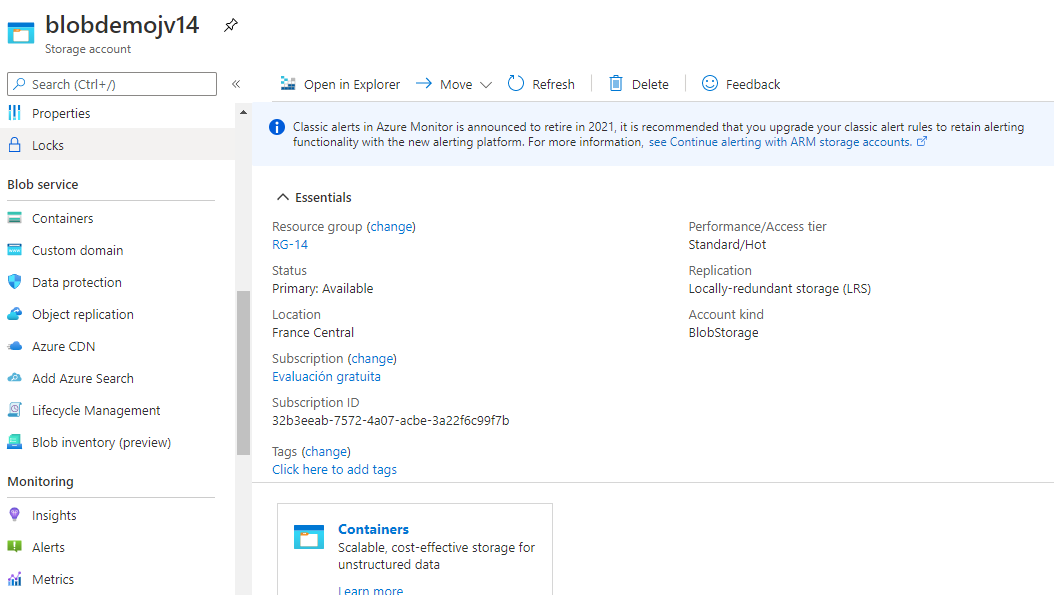 blobdemojv14
Storage account
Search (Ctrl+/)
«
Properties
Locks
Blob service
Containers
Custom domain
Data protection
Object replication
Azure CDN
Add Azure Search
Lifecycle Management
Blob inventory (preview)
Monitoring
Insights
Alerts
Metrics
Open in Explorer
Move
Refresh
Delete
Feedback
Classic alerts in Azure Monitor is announced to retire in 2021, it is recommended that you upgrade your classic alert rules to retain alerting
functionality with the new alerting platform. For more information, see Continue alerting with ARM storage accounts.
Essentials
Resource group (change)
RG-14
Status
Primary: Available
Location
France Central
Subscription (change)
Evaluación gratuita
Subscription ID
32b3eeab-7572-4a07-acbe-3a22f6c99f7b
Tags (change)
Click here to add tags
Performance/Access tier
Standard/Hot
Replication
Locally-redundant storage (LRS)
Account kind
BlobStorage
Containers
Scalable, cost-effective storage for
unstructured data
Learn more